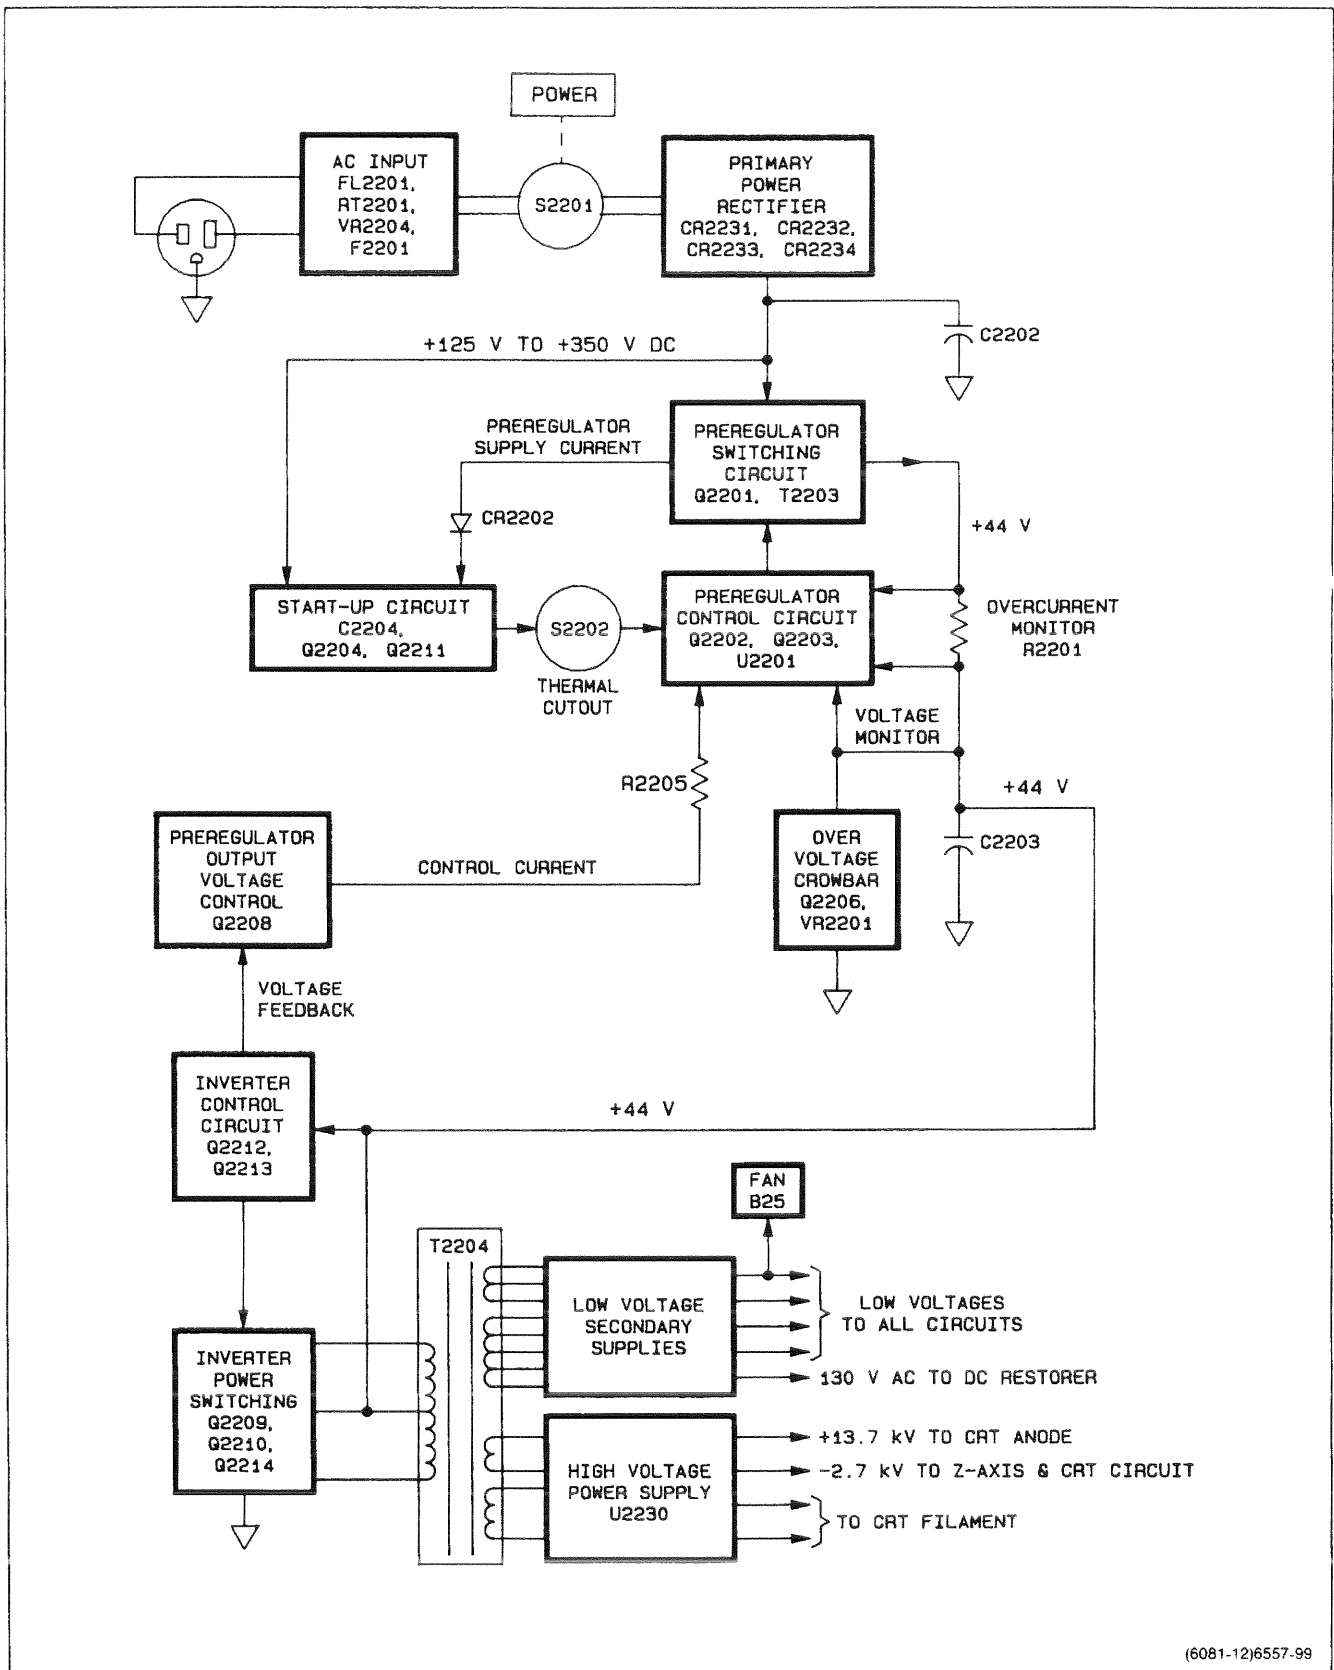 POWER
AC INPUT
FL2201,
RT2201,
VR2204,
F2201
S2201
PRIMARY
POWER
RECTIFIER
CR2231, CR2232,
CR2233, CR2234
C2202
+125 V TO +350 V DC
PREREGULATOR
SUPPLY CURRENT
PREREGULATOR
SWITCHING
CIRCUIT
Q2201, T2203
CR2202
+44 V
START-UP CIRCUIT
C2204,
Q2204, Q2211
S2202
THERMAL
CUTOUT
PREREGULATOR
CONTROL CIRCUIT
Q2202, Q2203,
U2201
OVERCURRENT
MONITOR
R2201
VOLTAGE
MONITOR
R2205
+44 V
PREREGULATOR
OUTPUT
VOLTAGE
CONTROL
Q2208
CONTROL CURRENT
OVER
VOLTAGE
CROWBAR
Q2206,
VR2201
C2203
VOLTAGE
FEEDBACK
INVERTER
CONTROL
CIRCUIT
Q2212,
Q2213
+44 V
FAN
B25
T2204
LOW VOLTAGE
SECONDARY
SUPPLIES
LOW VOLTAGES
TO ALL CIRCUITS
130 V AC TO DC RESTORER
INVERTER
POWER
SWITCHING
Q2209,
Q2210,
Q2214
HIGH VOLTAGE
POWER SUPPLY
U2230
+13.7 kV TO CRT ANODE
-2.7 kV TO Z-AXIS & CRT CIRCUIT
TO CRT FILAMENT
(6081-12)6557-99